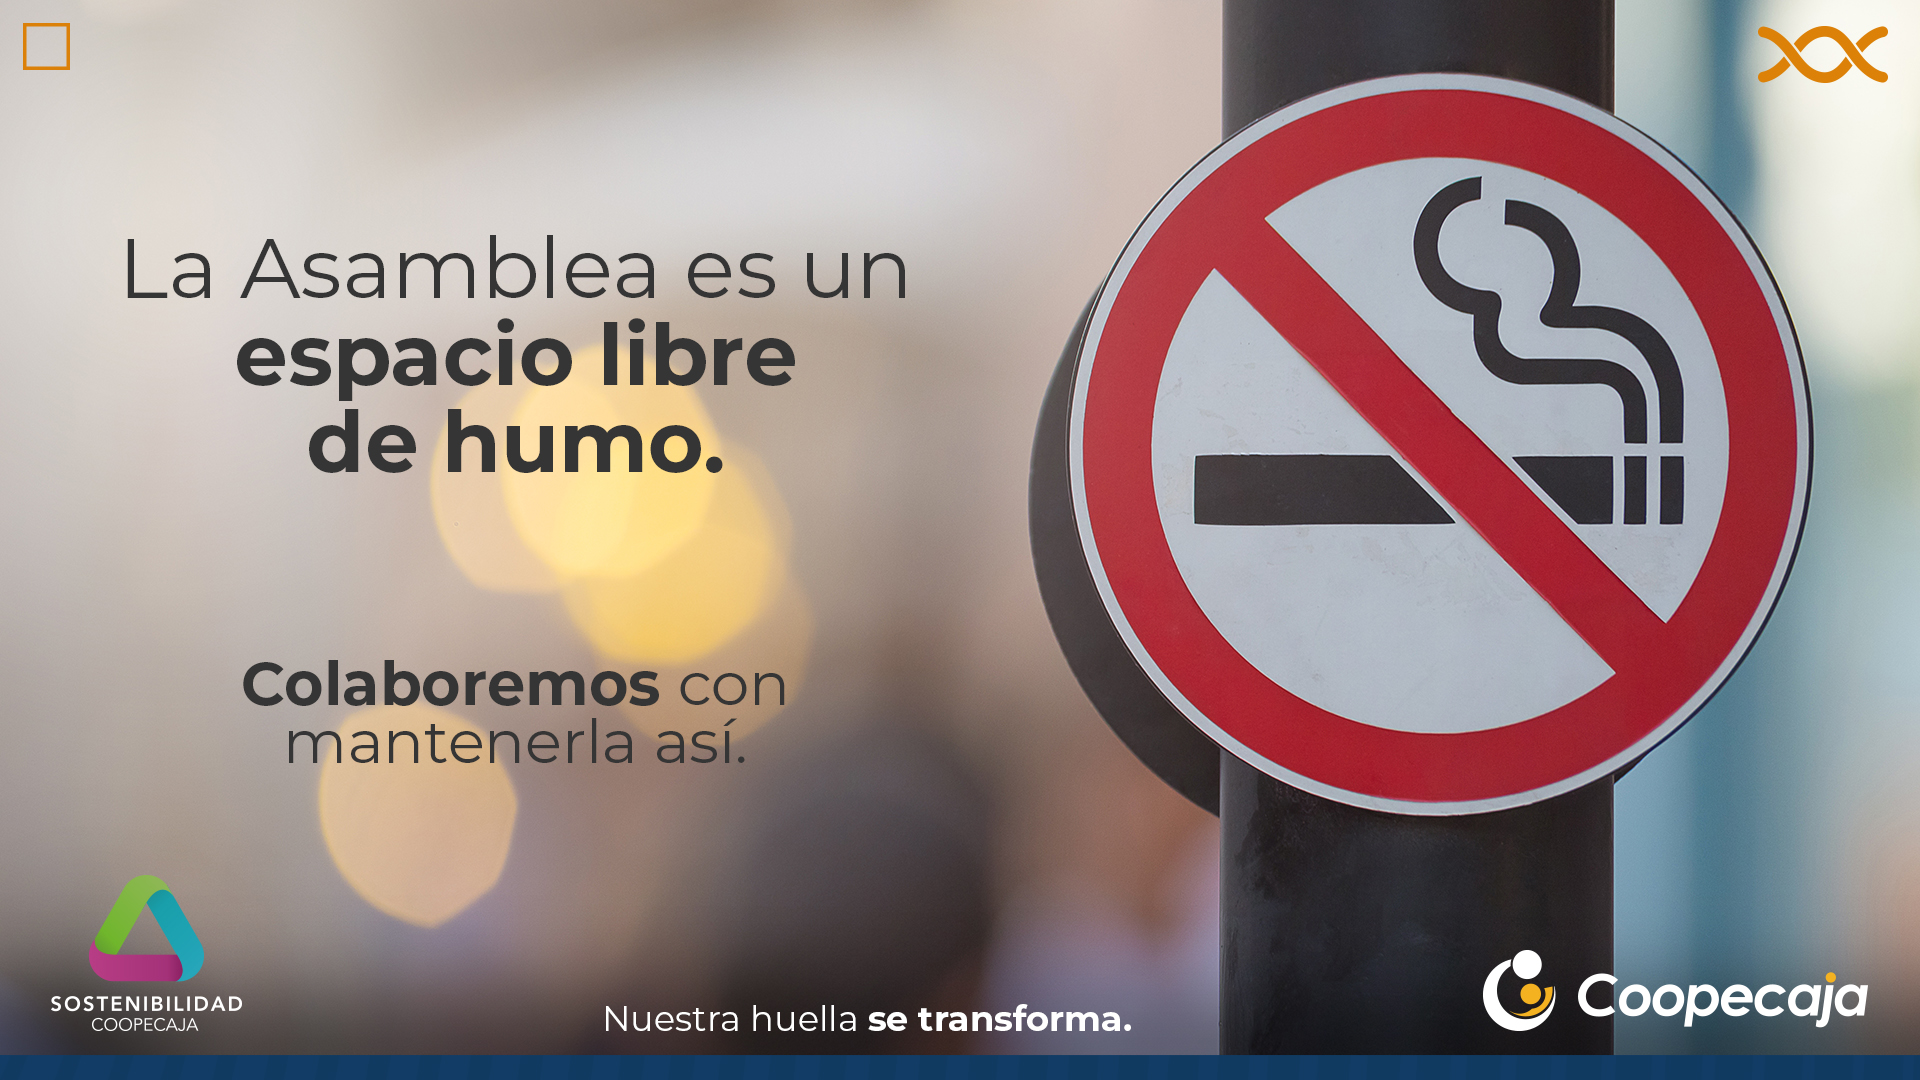 La Asamblea es un
espacio libre
de humo.
Colaboremos con
mantenerla así.
SOSTENIBILIDAD
COOPECAJA
Nuestra huella se transforma.
Coopecaja